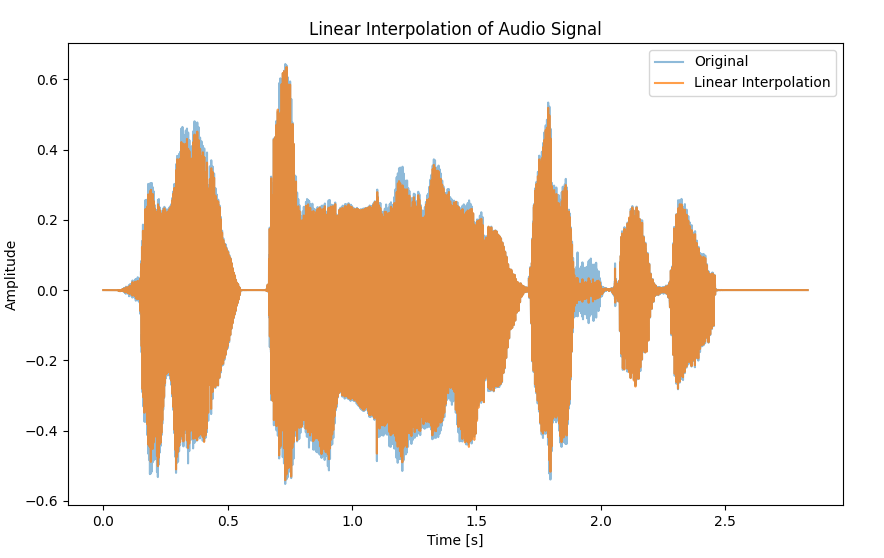 Linear Interpolation of Audio Signal
Original
Linear Interpolation
0.6
0.4
0.2
0.0
−0.2
−0.4
−0.6
Amplitude
0.0 0.5 1.0 1.5 2.0 2.5
Time [s]